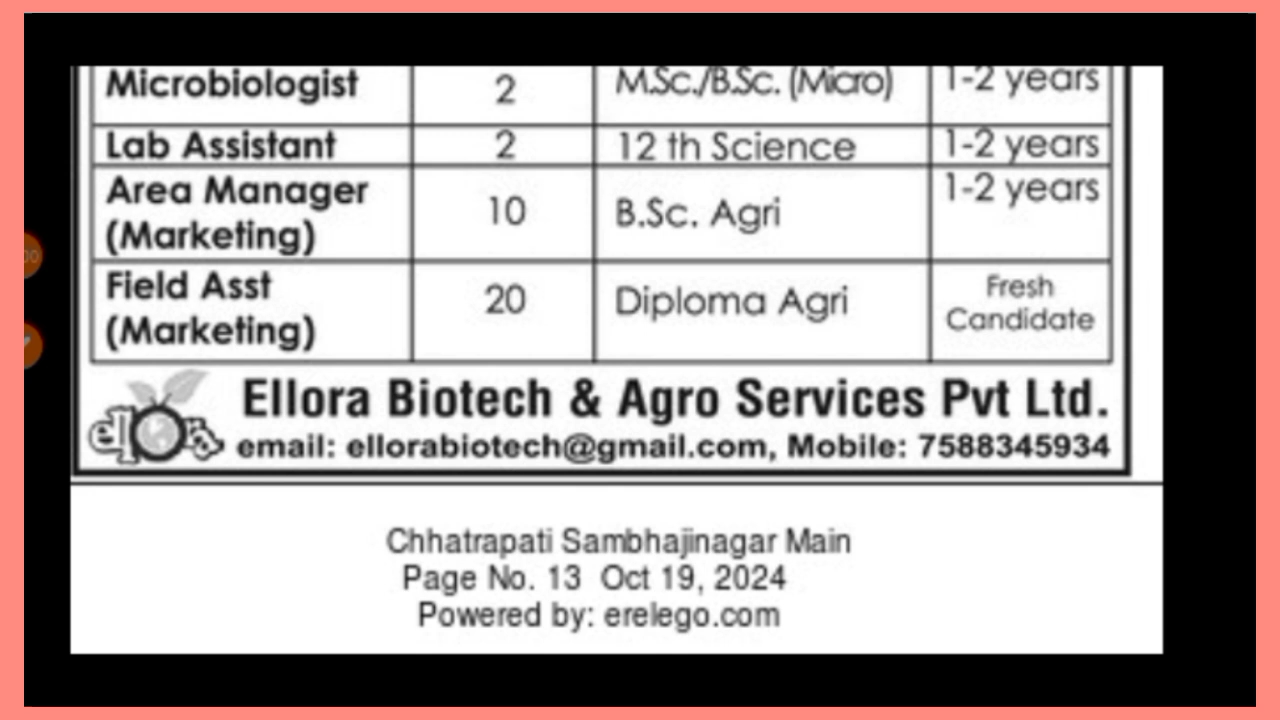 Microbiologist 2 M.Sc./B.Sc. (Micro) 1-2 years
Lab Assistant 2 12 th Science 1-2 years
Area Manager (Marketing) 10 B.Sc. Agri 1-2 years
Field Asst (Marketing) 20 Diploma Agri Fresh Candidate
Ellora Biotech & Agro Services Pvt Ltd.
email: ellorabiotech@gmail.com, Mobile: 7588345934
Chhatrapati Sambhajinagar Main
Page No. 13 Oct 19, 2024
Powered by: erelego.com